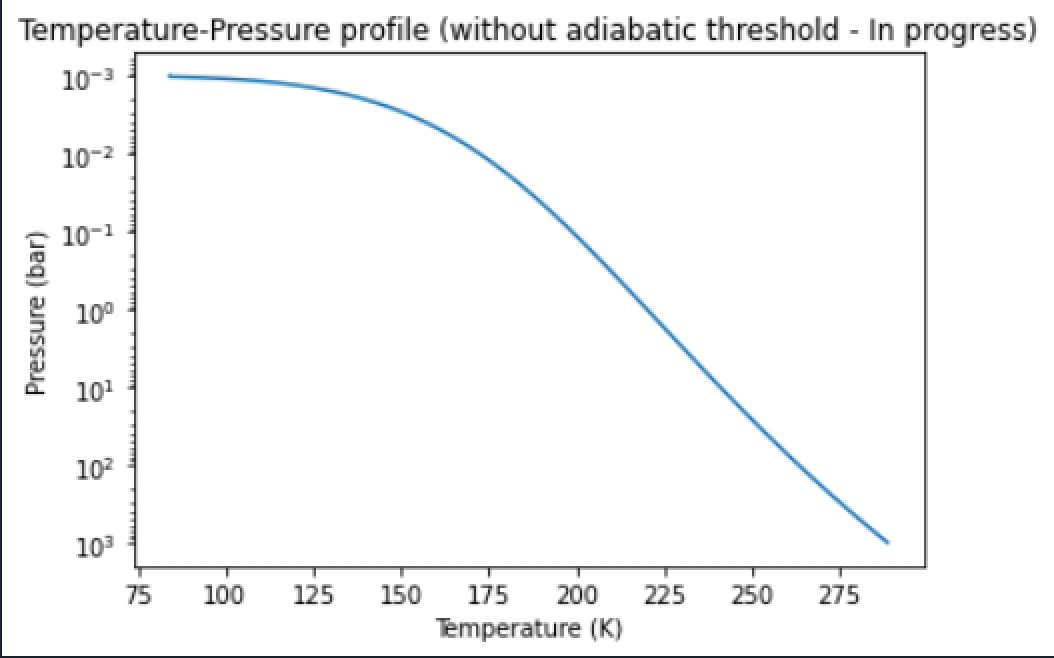 Temperature-Pressure profile (without adiabatic threshold - In progress)
Pressure (bar)
10⁻³
10⁻²
10⁻¹
10⁰
10¹
10²
10³
75 100 125 150 175 200 225 250 275
Temperature (K)